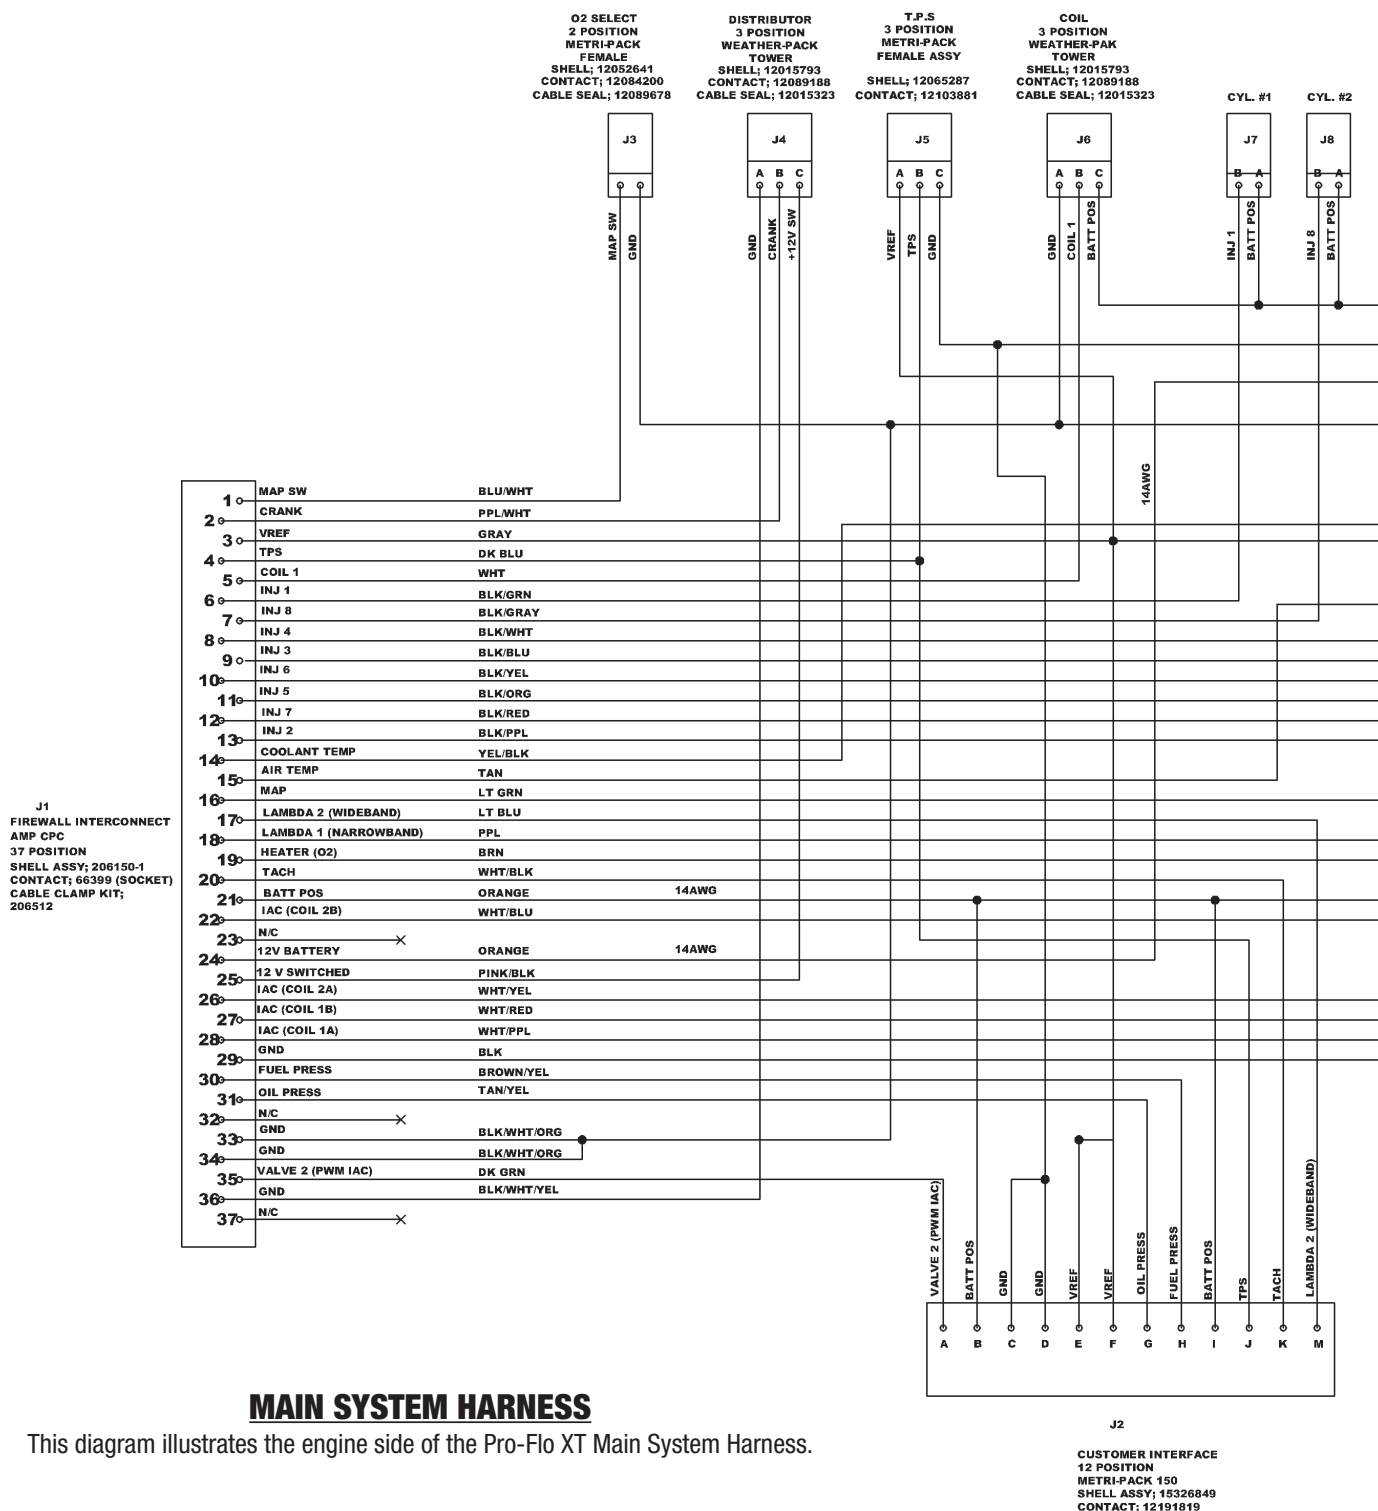 O2 SELECT
2 POSITION
METRI-PACK
FEMALE
SHELL; 12052641
CONTACT; 12084200
CABLE SEAL; 12089678
DISTRIBUTOR
3 POSITION
WEATHER-PACK
TOWER
SHELL; 12015793
CONTACT; 12089188
CABLE SEAL; 12015323
T.P.S
3 POSITION
METRI-PACK
FEMALE ASSY
SHELL; 12065287
CONTACT; 12103881
COIL
3 POSITION
WEATHER-PAK
TOWER
SHELL; 12015793
CONTACT; 12089188
CABLE SEAL; 12015323
CYL. #1
CYL. #2
J3
J4
J5
J6
J7
J8
A B C
A B C
A B C
B A
B A
MAP SW
GND
GND
CRANK
+12V SW
VREF
TPS
GND
GND
COIL 1
BATT POS
INJ 1
BATT POS
INJ 8
BATT POS
14AWG
1 MAP SW BLU/WHT
2 CRANK PPL/WHT
3 VREF GRAY
4 TPS DK BLU
5 COIL 1 WHT
6 INJ 1 BLK/GRN
7 INJ 8 BLK/GRAY
8 INJ 4 BLK/WHT
9 INJ 3 BLK/BLU
10 INJ 6 BLK/YEL
11 INJ 5 BLK/ORG
12 INJ 7 BLK/RED
13 INJ 2 BLK/PPL
14 COOLANT TEMP YEL/BLK
15 AIR TEMP TAN
16 MAP LT GRN
17 LAMBDA 2 (WIDEBAND) LT BLU
18 LAMBDA 1 (NARROWBAND) PPL
19 HEATER (O2) BRN
20 TACH WHT/BLK
21 BATT POS ORANGE 14AWG
22 IAC (COIL 2B) WHT/BLU
23 N/C
24 12V BATTERY ORANGE 14AWG
25 12 V SWITCHED PINK/BLK
26 IAC (COIL 2A) WHT/YEL
27 IAC (COIL 1B) WHT/RED
28 IAC (COIL 1A) WHT/PPL
29 GND BLK
30 FUEL PRESS BROWN/YEL
31 OIL PRESS TAN/YEL
32 N/C
33 GND BLK/WHT/ORG
34 GND BLK/WHT/ORG
35 VALVE 2 (PWM IAC) DK GRN
36 GND BLK/WHT/YEL
37 N/C
J1
FIREWALL INTERCONNECT
AMP CPC
37 POSITION
SHELL ASSY; 206150-1
CONTACT; 66399 (SOCKET)
CABLE CLAMP KIT;
206512
VALVE 2 (PWM IAC)
BATT POS
GND
GND
VREF
VREF
OIL PRESS
FUEL PRESS
BATT POS
TPS
TACH
LAMBDA 2 (WIDEBAND)
A B C D E F G H I J K M
MAIN SYSTEM HARNESS
This diagram illustrates the engine side of the Pro-Flo XT Main System Harness.
J2
CUSTOMER INTERFACE
12 POSITION
METRI-PACK 150
SHELL ASSY; 15326849
CONTACT; 12191819